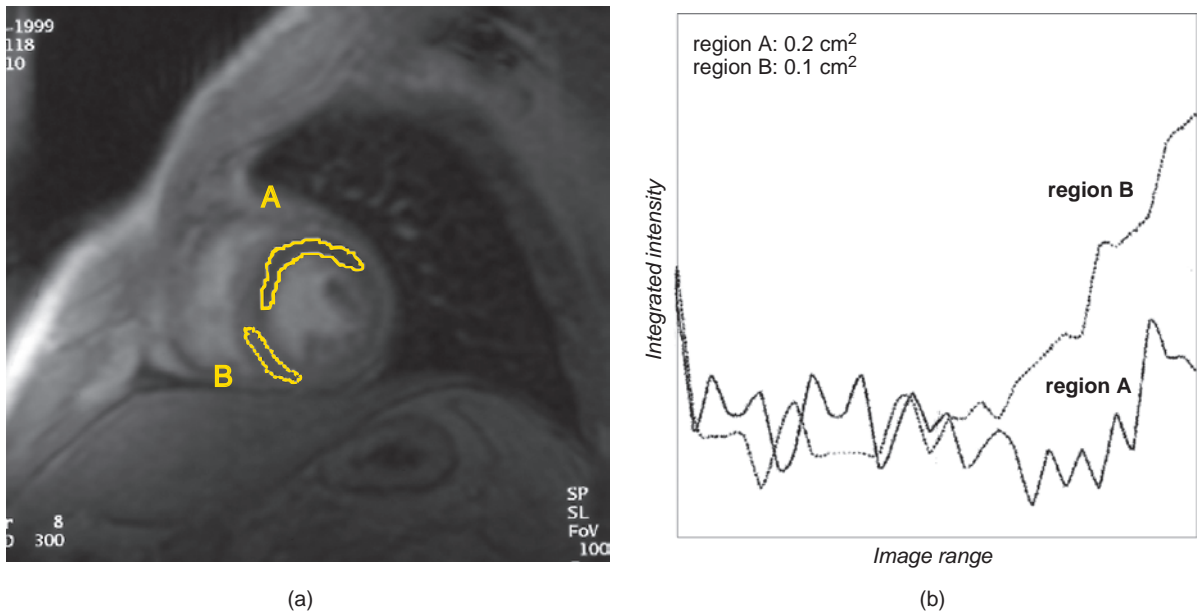 -1999
118
10
A
B
r 8
0 300
SP
SL
FoV
100
(a)
region A: 0.2 cm²
region B: 0.1 cm²
region B
region A
Integrated intensity
Image range
(b)